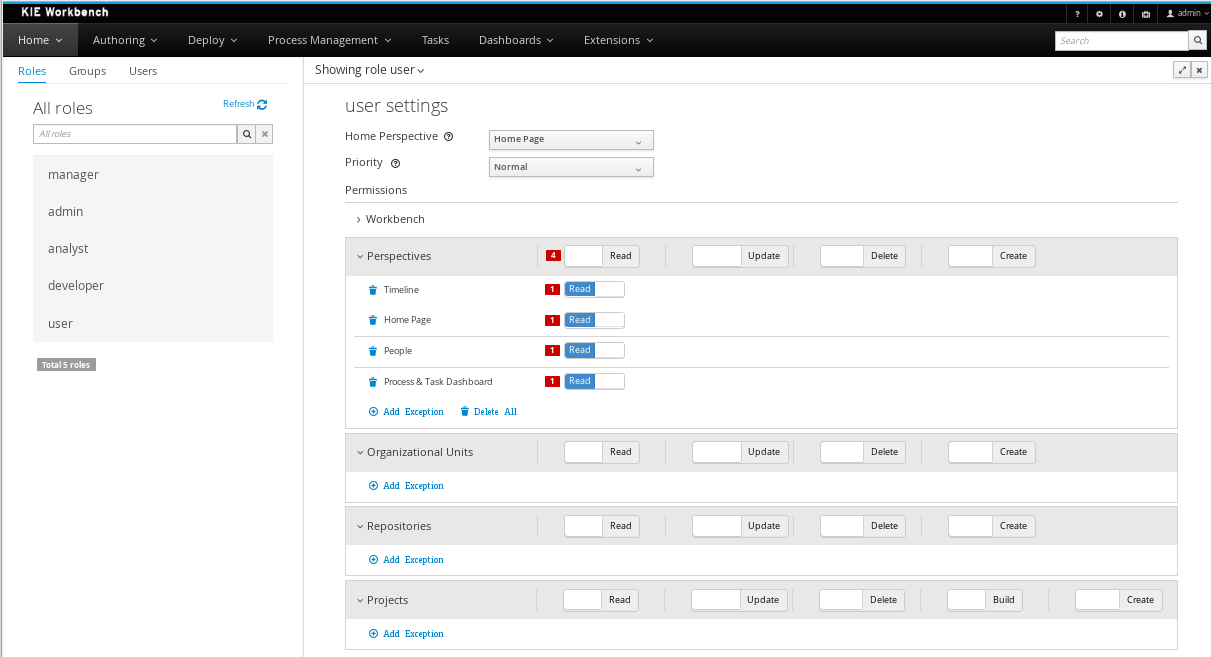 KIE Workbench
? admin
Home Authoring Deploy Process Management Tasks Dashboards Extensions Search
Roles Groups Users
Showing role user
All roles Refresh
All roles
manager
admin
analyst
developer
user
Total 5 roles
user settings
Home Perspective Home Page
Priority Normal
Permissions
Workbench
Perspectives 4 Read Update Delete Create
Timeline 1 Read
Home Page 1 Read
People 1 Read
Process & Task Dashboard 1 Read
Add Exception Delete All
Organizational Units Read Update Delete Create
Add Exception
Repositories Read Update Delete Create
Add Exception
Projects Read Update Delete Build Create
Add Exception